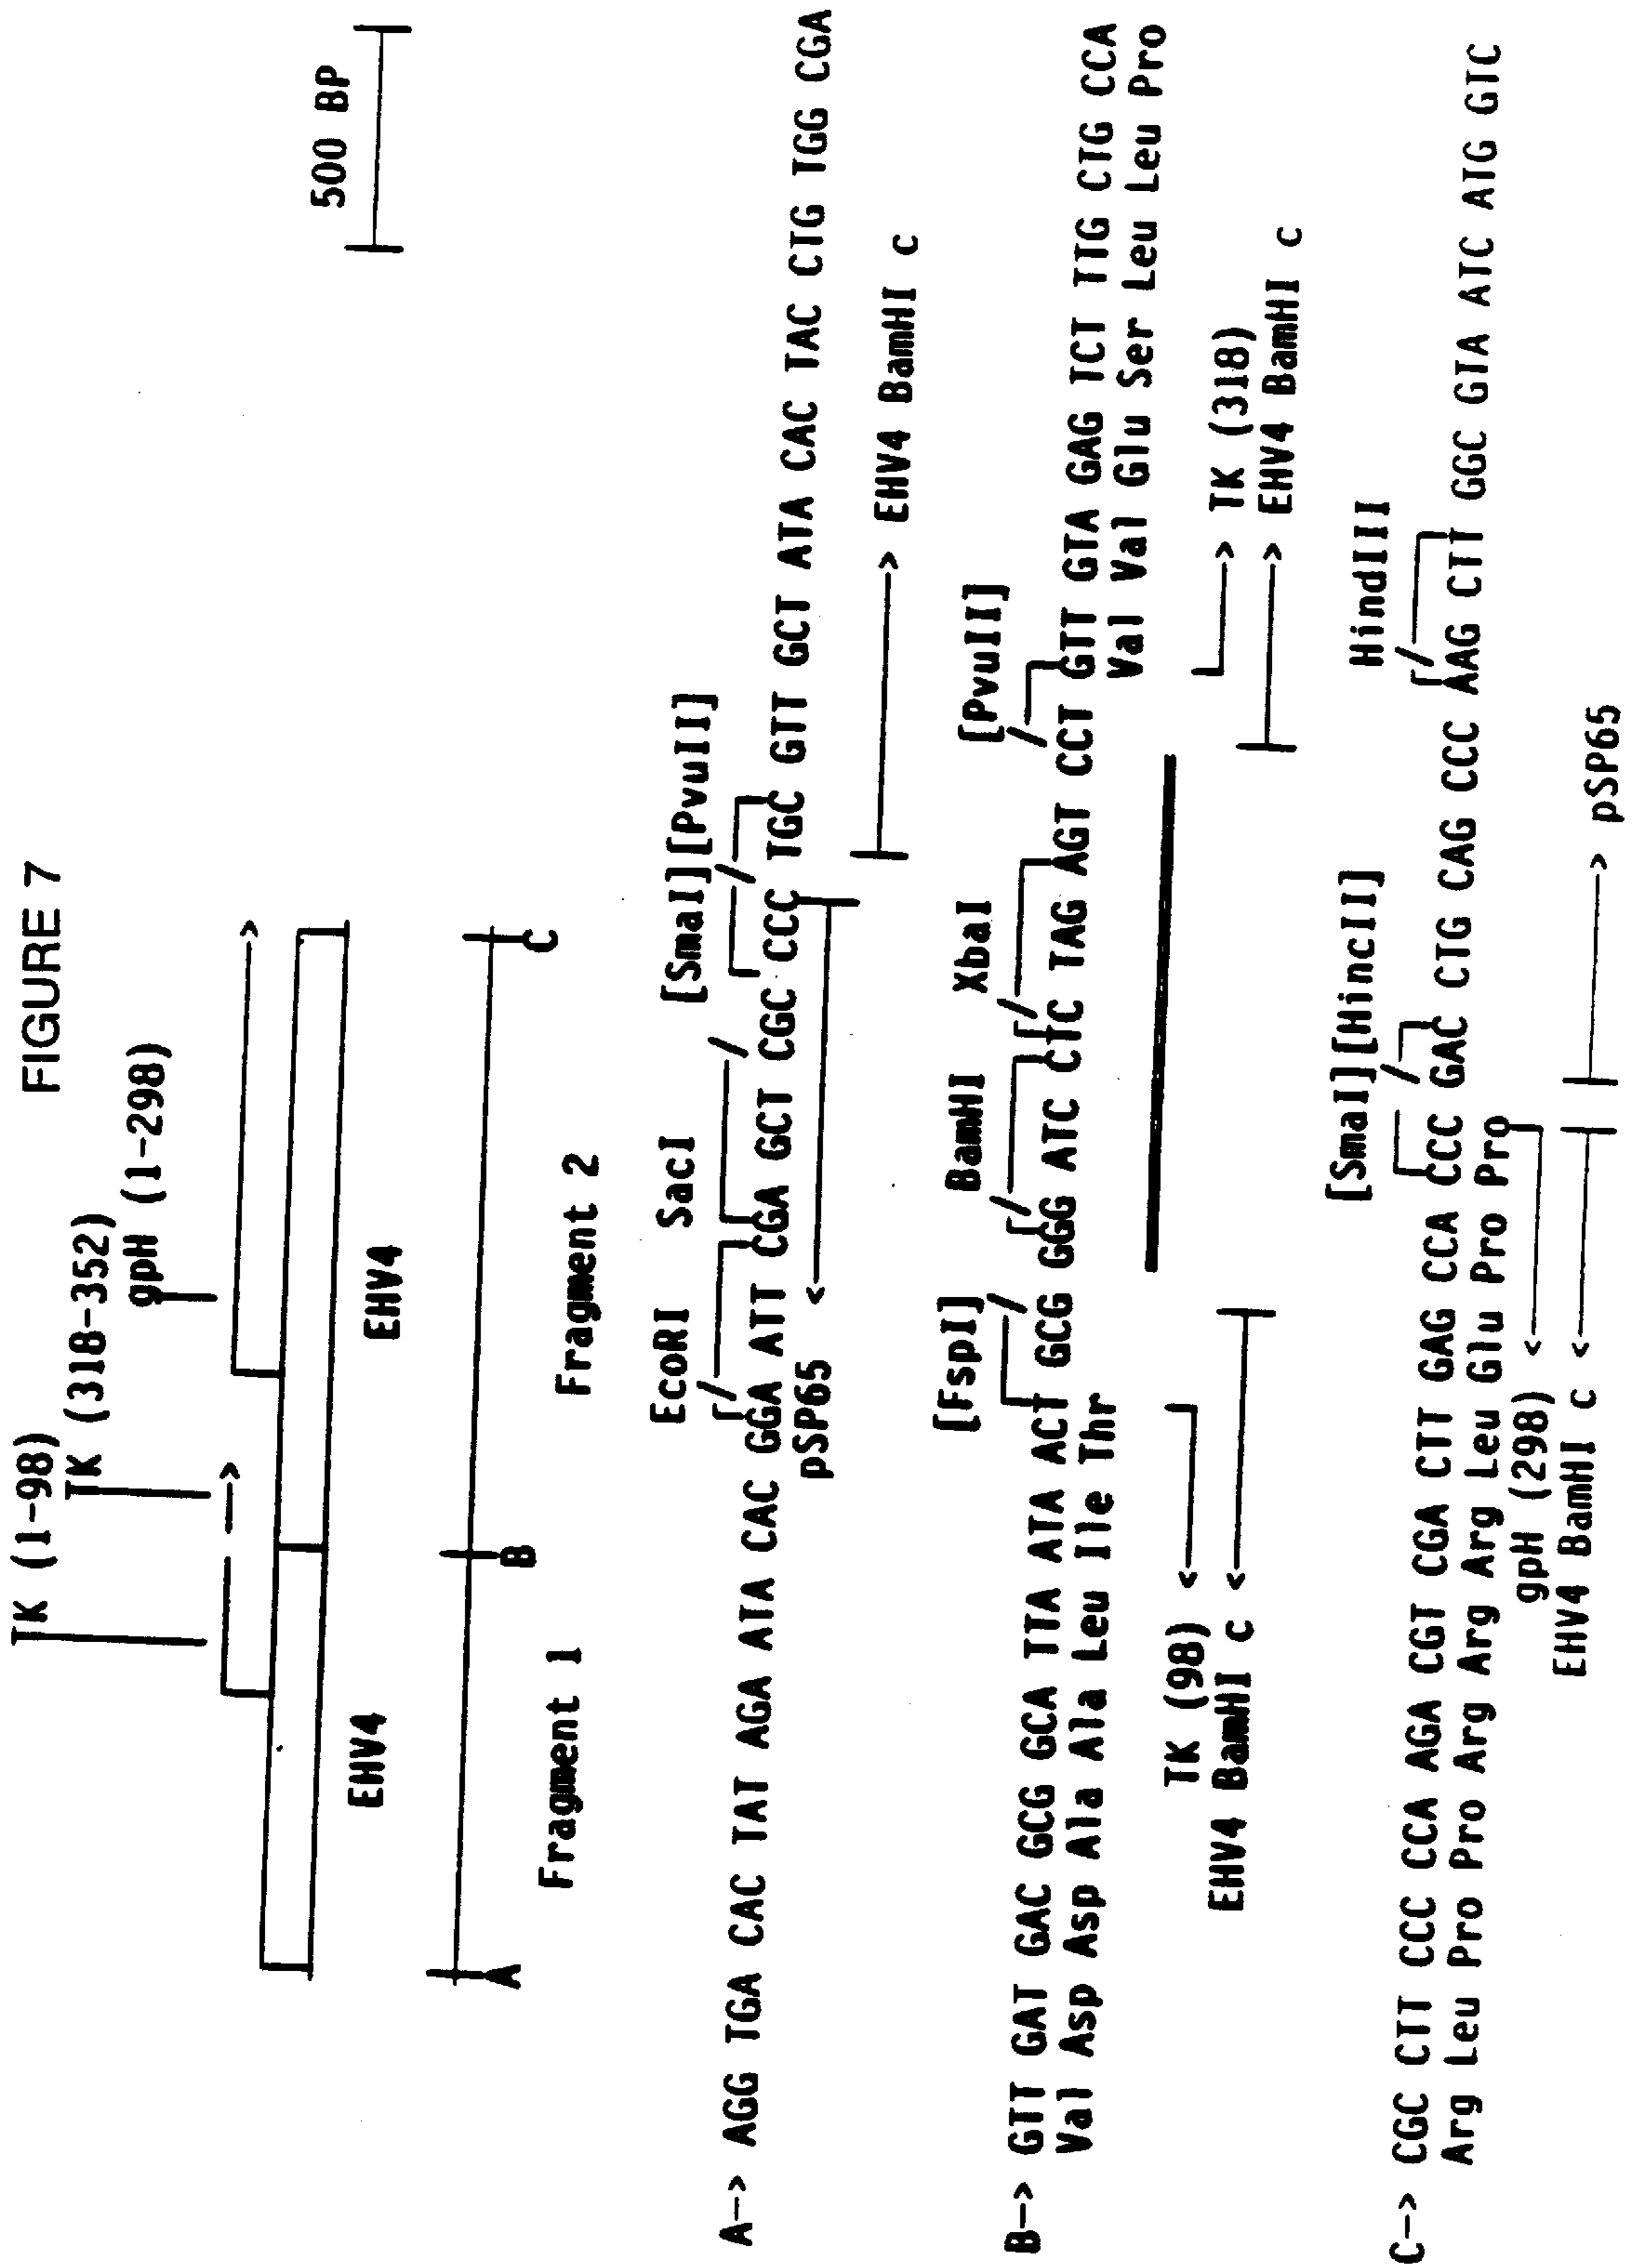 FIGURE 7
TK (1-98)
TK (318-352)
gpH (1-298)
500 BP
EHV4
EHV4
A
B
C
Fragment 1
Fragment 2
EcoRI SacI [SmaI][PvuII]
A--> AGG TGA CAC TAT AGA ATA CAC GGA ATT CGA GCT CGC CCC TGC GTT GCT ATA CAC TAC CTG TGG CGA
pSP65 <
> EHV4 BamHI c
[FspI] BamHI XbaI [PvuII]
B--> GTT GAT GAC GCG GCA TTA ATA ACT GCG GGG ATC CTC TAG AGT CCT GTT GTA GAG TCT TTG CTG CCA
Val Asp Asp Ala Ala Leu Ile Thr Val Val Glu Ser Leu Leu Pro
TK (98) < > TK (318)
EHV4 BamHI c < > EHV4 BamHI c
[SmaI][HincII] HindIII
C--> CGC CTT CCC CCA AGA CGT CGA CTT GAG CCA CCC GAC CTG CAG CCC AAG CTT GGC GTA ATC ATG GTC
Arg Leu Pro Pro Arg Arg Arg Leu Glu Pro Pro
gpH (298) <
EHV4 BamHI c < > pSP65